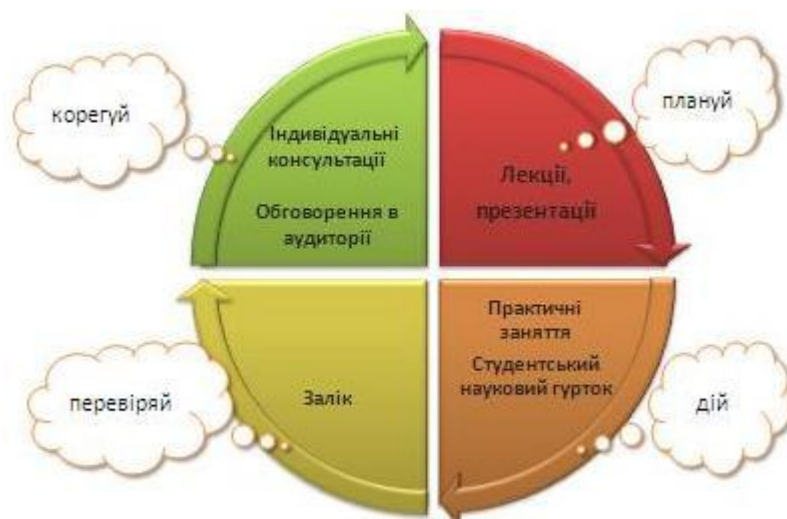 корегуй
Індивідуальні
консультації
Обговорення в
аудиторії
плануй
Лекції,
презентації
перевіряй
Залік
Практичні
заняття
Студентський
науковий гурток
дій